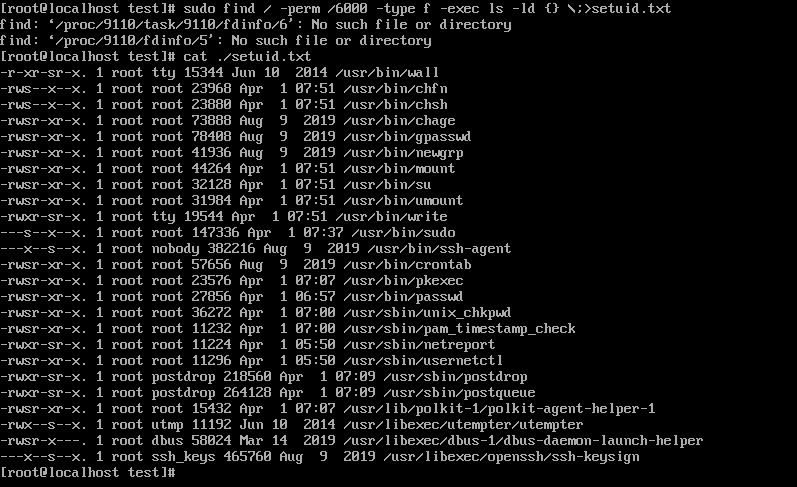 [root@localhost test]# sudo find / -perm /6000 -type f -exec ls -ld {} \;>setuid.txt
find: ‘/proc/9110/task/9110/fdinfo/6’: No such file or directory
find: ‘/proc/9110/fdinfo/5’: No such file or directory
[root@localhost test]# cat ./setuid.txt
-r-xr-sr-x. 1 root tty 15344 Jun 10  2014 /usr/bin/wall
-rws--x--x. 1 root root 23968 Apr  1 07:51 /usr/bin/chfn
-rws--x--x. 1 root root 23880 Apr  1 07:51 /usr/bin/chsh
-rwsr-xr-x. 1 root root 73888 Aug  9  2019 /usr/bin/chage
-rwsr-xr-x. 1 root root 78408 Aug  9  2019 /usr/bin/gpasswd
-rwsr-xr-x. 1 root root 41936 Aug  9  2019 /usr/bin/newgrp
-rwsr-xr-x. 1 root root 44264 Apr  1 07:51 /usr/bin/mount
-rwsr-xr-x. 1 root root 32128 Apr  1 07:51 /usr/bin/su
-rwsr-xr-x. 1 root root 31984 Apr  1 07:51 /usr/bin/umount
-rwxr-sr-x. 1 root tty 19544 Apr  1 07:51 /usr/bin/write
---s--x--x. 1 root root 147336 Apr  1 07:37 /usr/bin/sudo
---x--s--x. 1 root nobody 382216 Aug  9  2019 /usr/bin/ssh-agent
-rwsr-xr-x. 1 root root 57656 Aug  9  2019 /usr/bin/crontab
-rwsr-xr-x. 1 root root 23576 Apr  1 07:07 /usr/bin/pkexec
-rwsr-xr-x. 1 root root 27856 Apr  1 06:57 /usr/bin/passwd
-rwsr-xr-x. 1 root root 36272 Apr  1 07:00 /usr/sbin/unix_chkpwd
-rwsr-xr-x. 1 root root 11232 Apr  1 07:00 /usr/sbin/pam_timestamp_check
-rwxr-sr-x. 1 root root 11224 Apr  1 05:50 /usr/sbin/netreport
-rwsr-xr-x. 1 root root 11296 Apr  1 05:50 /usr/sbin/usernetctl
-rwxr-sr-x. 1 root postdrop 218560 Apr  1 07:09 /usr/sbin/postdrop
-rwxr-sr-x. 1 root postdrop 264128 Apr  1 07:09 /usr/sbin/postqueue
-rwsr-xr-x. 1 root root 15432 Apr  1 07:07 /usr/lib/polkit-1/polkit-agent-helper-1
-rwx--s--x. 1 root utmp 11192 Jun 10  2014 /usr/libexec/utempter/utempter
-rwsr-x---. 1 root dbus 58024 Mar 14  2019 /usr/libexec/dbus-1/dbus-daemon-launch-helper
---x--s--x. 1 root ssh_keys 465760 Aug  9  2019 /usr/libexec/openssh/ssh-keysign
[root@localhost test]#